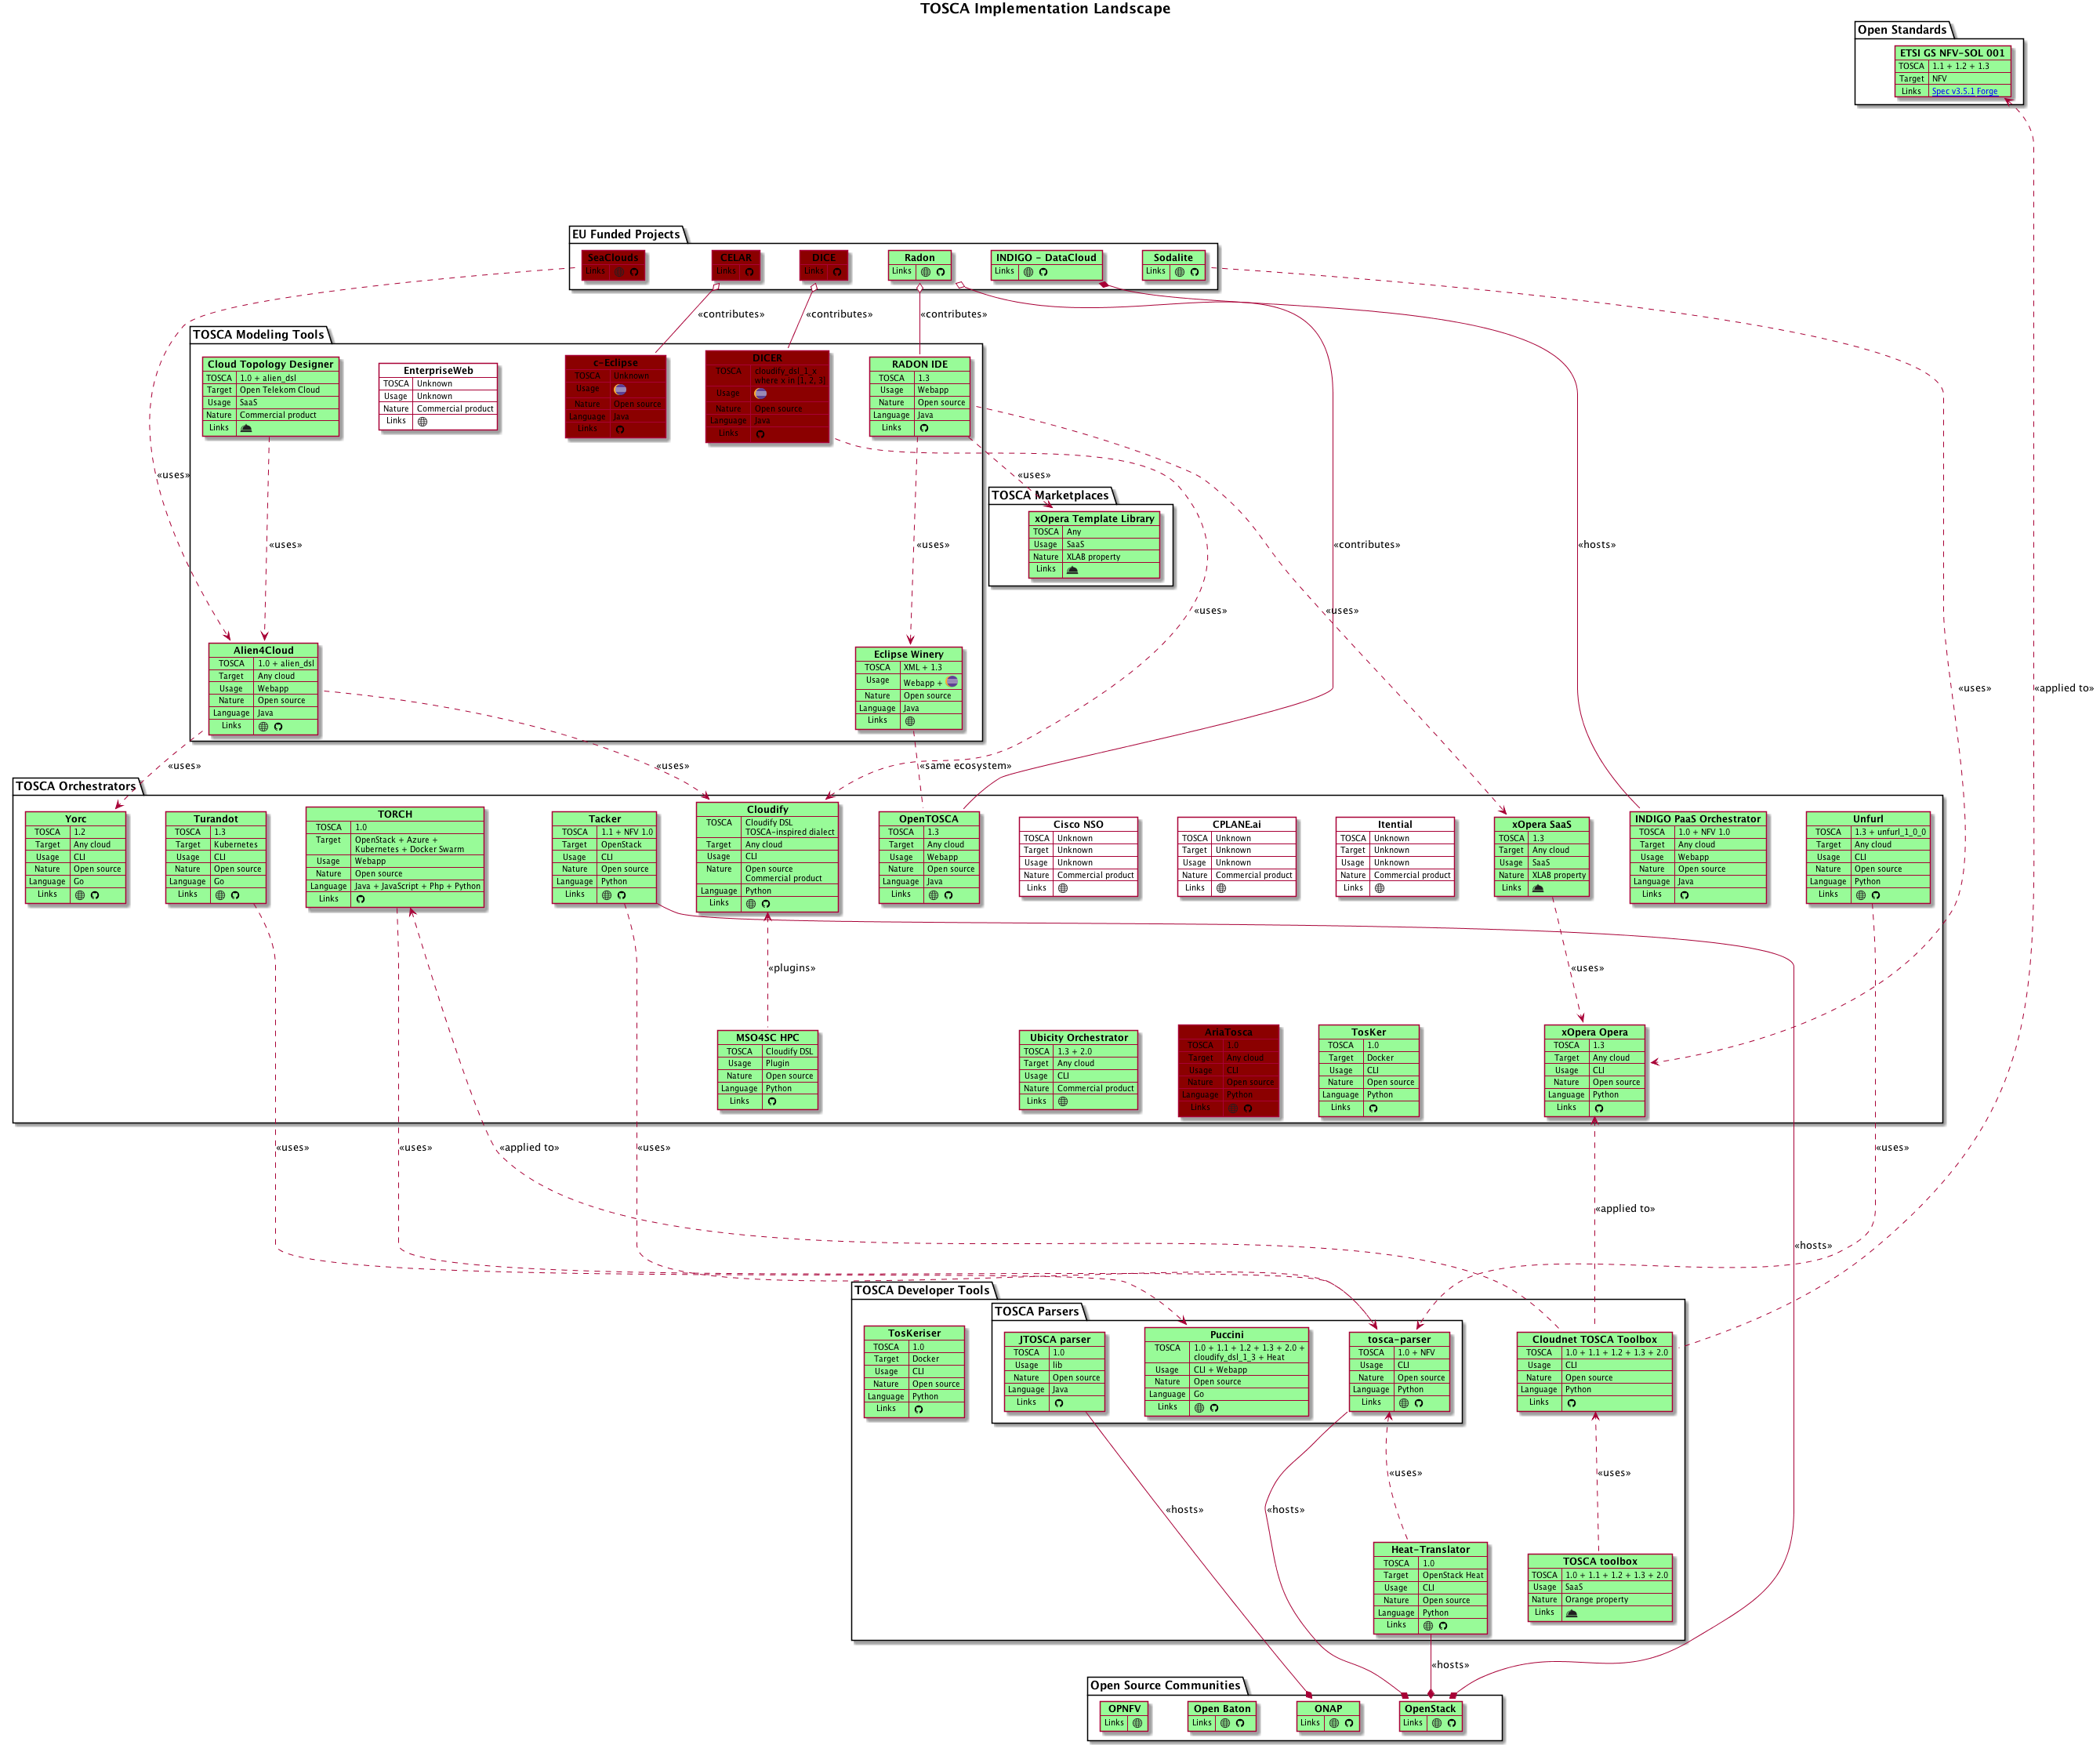 TOSCA Implementation Landscape
Open Standards
ETSI GS NFV-SOL 001
TOSCA 1.1 + 1.2 + 1.3
Target NFV
Links Spec v3.5.1 Forge
EU Funded Projects
SeaClouds
Links
CELAR
Links
DICE
Links
Radon
Links
INDIGO - DataCloud
Links
Sodalite
Links
«contributes»
«contributes»
«contributes»
TOSCA Modeling Tools
Cloud Topology Designer
TOSCA 1.0 + alien_dsl
Target Open Telekom Cloud
Usage SaaS
Nature Commercial product
Links
EnterpriseWeb
TOSCA Unknown
Usage Unknown
Nature Commercial product
Links
c-Eclipse
TOSCA Unknown
Usage
Nature Open source
Language Java
Links
DICER
TOSCA cloudify_dsl_1_x
where x in [1, 2, 3]
Usage
Nature Open source
Language Java
Links
RADON IDE
TOSCA 1.3
Usage Webapp
Nature Open source
Language Java
Links
«uses»
«uses»
TOSCA Marketplaces
xOpera Template Library
TOSCA Any
Usage SaaS
Nature XLAB property
Links
«uses»
«uses»
«contributes»
«hosts»
«uses»
«uses»
Alien4Cloud
TOSCA 1.0 + alien_dsl
Target Any cloud
Usage Webapp
Nature Open source
Language Java
Links
Eclipse Winery
TOSCA XML + 1.3
Usage Webapp +
Nature Open source
Language Java
Links
«uses»
«applied to»
«uses»
«uses»
«same ecosystem»
TOSCA Orchestrators
Yorc
TOSCA 1.2
Target Any cloud
Usage CLI
Nature Open source
Language Go
Links
Turandot
TOSCA 1.3
Target Kubernetes
Usage CLI
Nature Open source
Language Go
Links
TORCH
TOSCA 1.0
Target OpenStack + Azure +
Kubernetes + Docker Swarm
Usage Webapp
Nature Open source
Language Java + JavaScript + Php + Python
Links
Tacker
TOSCA 1.1 + NFV 1.0
Target OpenStack
Usage CLI
Nature Open source
Language Python
Links
Cloudify
TOSCA Cloudify DSL
TOSCA-inspired dialect
Target Any cloud
Usage CLI
Nature Open source
Commercial product
Language Python
Links
OpenTOSCA
TOSCA 1.3
Target Any cloud
Usage Webapp
Nature Open source
Language Java
Links
Cisco NSO
TOSCA Unknown
Target Unknown
Usage Unknown
Nature Commercial product
Links
CPLANE.ai
TOSCA Unknown
Target Unknown
Usage Unknown
Nature Commercial product
Links
Itential
TOSCA Unknown
Target Unknown
Usage Unknown
Nature Commercial product
Links
xOpera SaaS
TOSCA 1.3
Target Any cloud
Usage SaaS
Nature XLAB property
Links
INDIGO PaaS Orchestrator
TOSCA 1.0 + NFV 1.0
Target Any cloud
Usage Webapp
Nature Open source
Language Java
Links
Unfurl
TOSCA 1.3 + unfurl_1_0_0
Target Any cloud
Usage CLI
Nature Open source
Language Python
Links
«plugins»
«uses»
MSO4SC HPC
TOSCA Cloudify DSL
Usage Plugin
Nature Open source
Language Python
Links
Ubicity Orchestrator
TOSCA 1.3 + 2.0
Target Any cloud
Usage CLI
Nature Commercial product
Links
AriaTosca
TOSCA 1.0
Target Any cloud
Usage CLI
Nature Open source
Language Python
Links
TosKer
TOSCA 1.0
Target Docker
Usage CLI
Nature Open source
Language Python
Links
xOpera Opera
TOSCA 1.3
Target Any cloud
Usage CLI
Nature Open source
Language Python
Links
«uses»
«uses»
«applied to»
«uses»
«uses»
«applied to»
«hosts»
TOSCA Developer Tools
TOSCA Parsers
TosKeriser
TOSCA 1.0
Target Docker
Usage CLI
Nature Open source
Language Python
Links
JTOSCA parser
TOSCA 1.0
Usage lib
Nature Open source
Language Java
Links
Puccini
TOSCA 1.0 + 1.1 + 1.2 + 1.3 + 2.0 +
cloudify_dsl_1_3 + Heat
Usage CLI + Webapp
Nature Open source
Language Go
Links
tosca-parser
TOSCA 1.0 + NFV
Usage CLI
Nature Open source
Language Python
Links
Cloudnet TOSCA Toolbox
TOSCA 1.0 + 1.1 + 1.2 + 1.3 + 2.0
Usage CLI
Nature Open source
Language Python
Links
«uses»
«uses»
«hosts»
«hosts»
Heat-Translator
TOSCA 1.0
Target OpenStack Heat
Usage CLI
Nature Open source
Language Python
Links
TOSCA toolbox
TOSCA 1.0 + 1.1 + 1.2 + 1.3 + 2.0
Usage SaaS
Nature Orange property
Links
«hosts»
Open Source Communities
OPNFV
Links
Open Baton
Links
ONAP
Links
OpenStack
Links